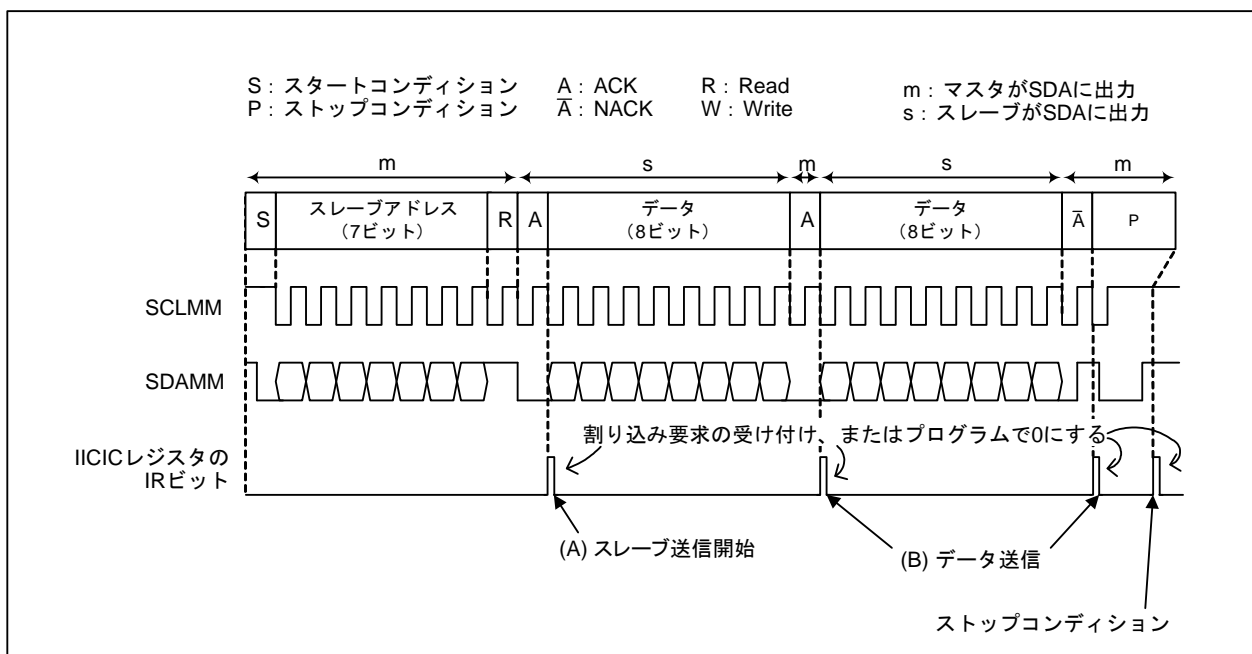 S : スタートコンディション A : ACK R : Read m : マスタがSDAに出力
P : ストップコンディション A̅ : NACK W : Write s : スレーブがSDAに出力
m s m s m
S スレーブアドレス（7ビット） R A データ（8ビット） A データ（8ビット） A̅ P
SCLMM
SDAMM
割り込み要求の受け付け、またはプログラムで0にする
IICICレジスタの
IRビット
(A) スレーブ送信開始
(B) データ送信
ストップコンディション